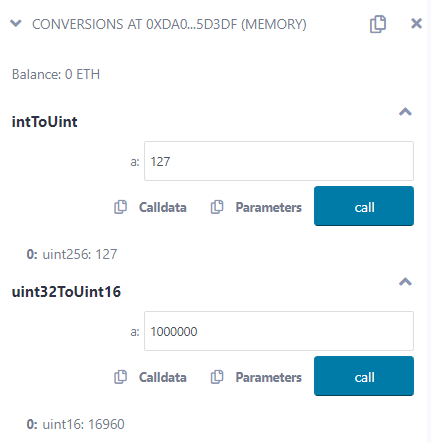 CONVERSIONS AT 0XDA0...5D3DF (MEMORY)
Balance: 0 ETH
intToUint
a: 127
Calldata Parameters call
0: uint256: 127
uint32ToUint16
a: 1000000
Calldata Parameters call
0: uint16: 16960